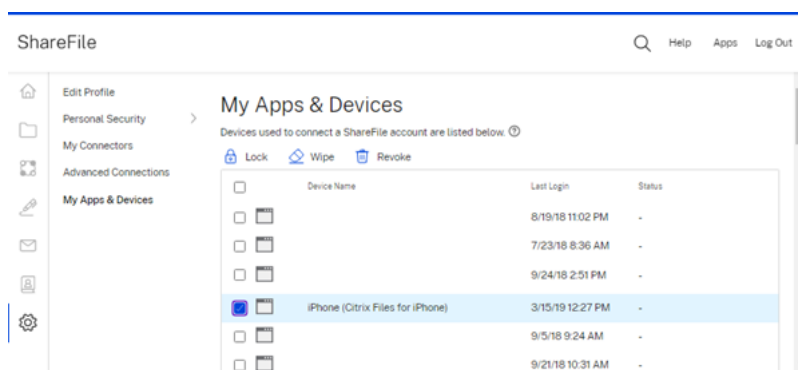 ShareFile
Help Apps Log Out
Edit Profile
Personal Security
My Connectors
Advanced Connections
My Apps & Devices
My Apps & Devices
Devices used to connect a ShareFile account are listed below.
Lock Wipe Revoke
Device Name Last Login Status
8/19/18 11:02 PM -
7/23/18 8:36 AM -
9/24/18 2:51 PM -
iPhone (Citrix Files for iPhone) 3/15/19 12:27 PM -
9/5/18 9:24 AM -
9/21/18 10:31 AM -